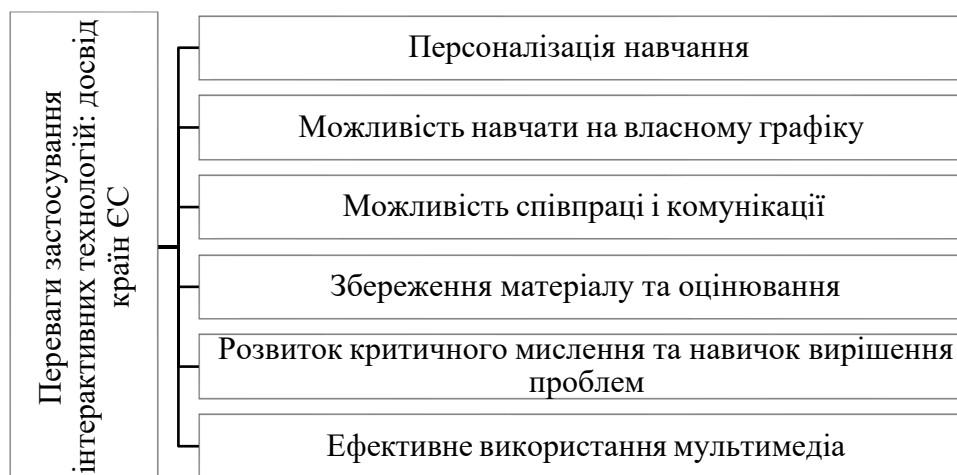 Переваги застосування
інтерактивних технологій: досвід
країн ЄС
Персоналізація навчання
Можливість навчати на власному графіку
Можливість співпраці і комунікації
Збереження матеріалу та оцінювання
Розвиток критичного мислення та навичок вирішення
проблем
Ефективне використання мультимедіа